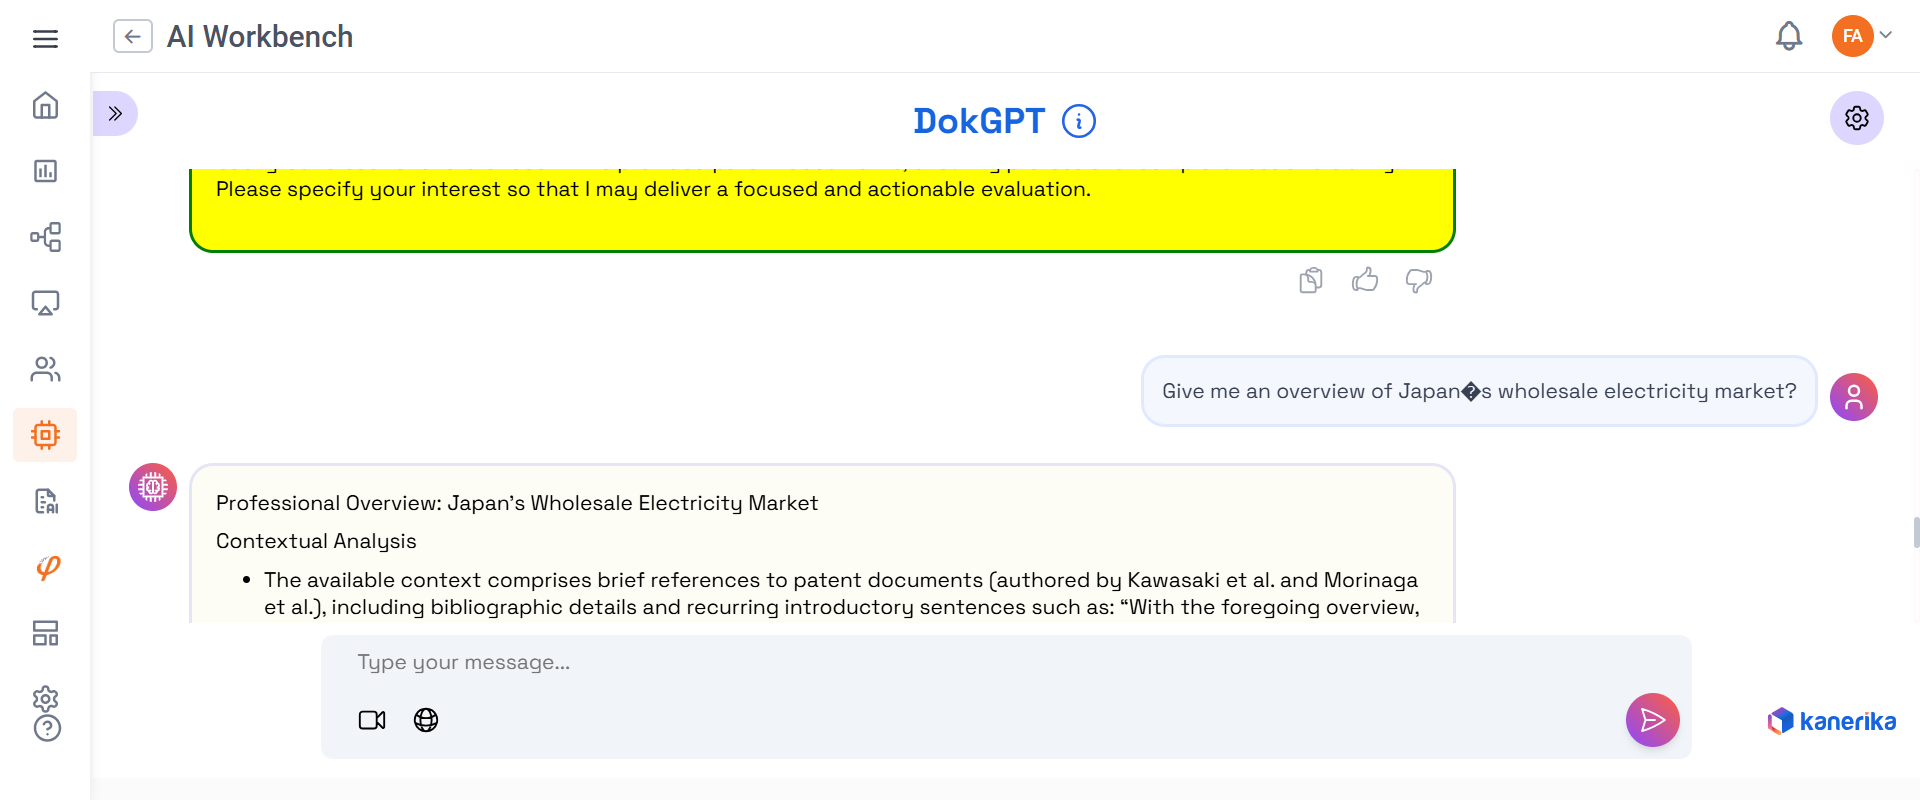 AI Workbench
FA
DokGPT
Please specify your interest so that I may deliver a focused and actionable evaluation.
Give me an overview of Japan�s wholesale electricity market?
Professional Overview: Japan’s Wholesale Electricity Market
Contextual Analysis
• The available context comprises brief references to patent documents (authored by Kawasaki et al. and Morinaga
et al.), including bibliographic details and recurring introductory sentences such as: “With the foregoing overview,
Type your message...
kanerika